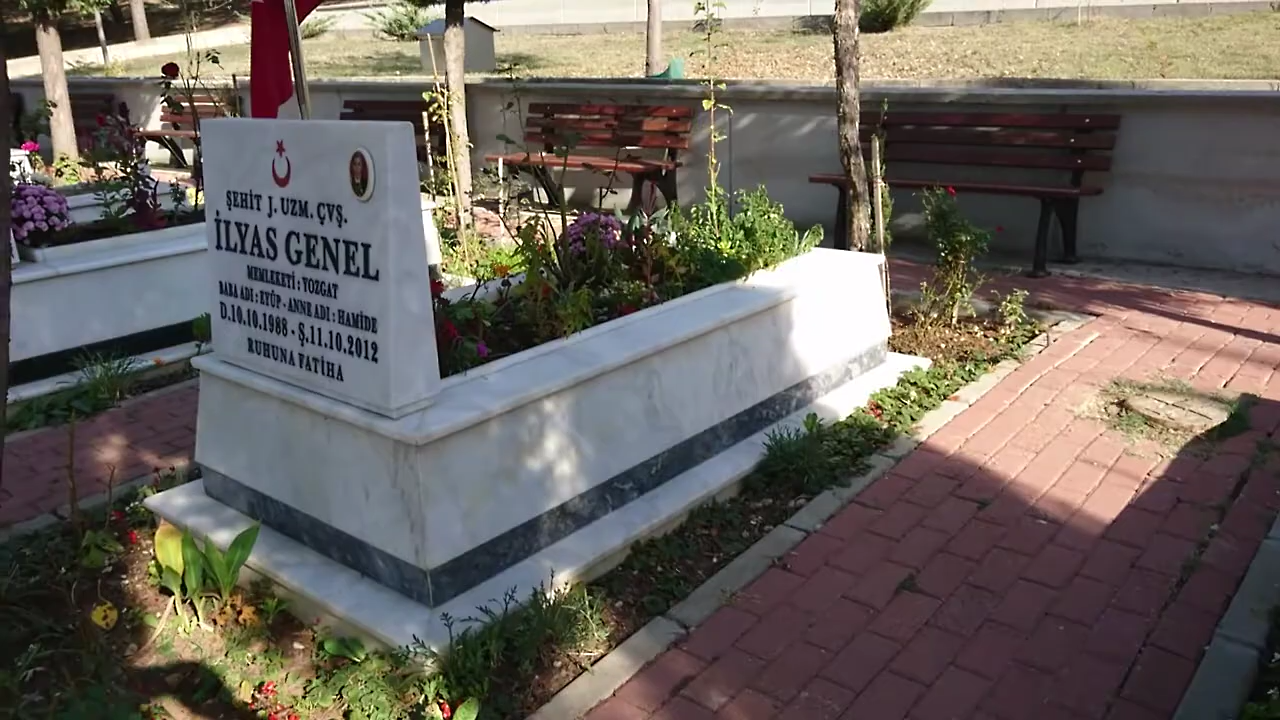 ŞEHİT J. UZM. ÇVŞ.
İLYAS GENEL
MEMLEKETİ : YOZGAT
BABA ADI : EYÜP - ANNE ADI : HAMİDE
D.10.10.1988 - Ş.11.10.2012
RUHUNA FATİHA